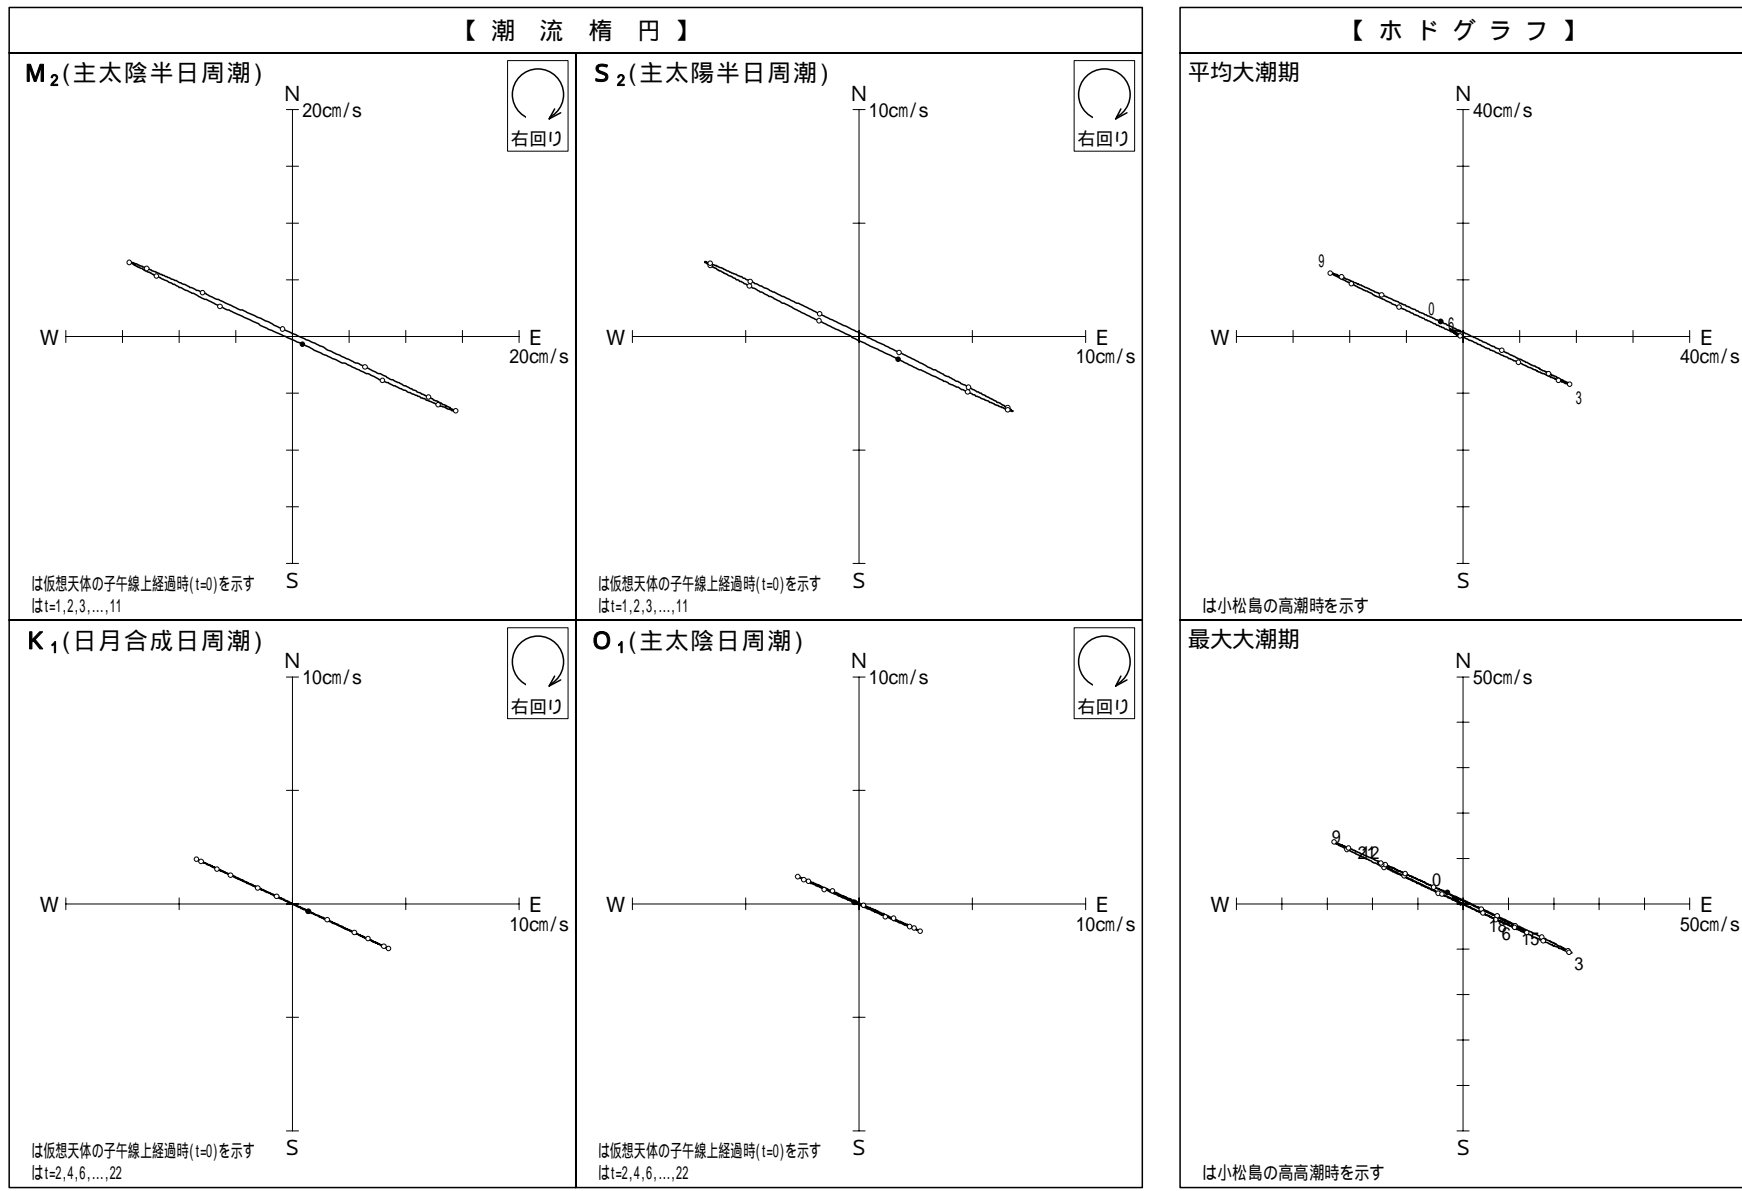 【 潮 流 楕 円 】
M₂(主太陰半日周潮)
右回り
N
20cm/s
W
E
20cm/s
S
は仮想天体の子午線上経過時(t=0)を示す
はt=1,2,3,...,11
S₂(主太陽半日周潮)
右回り
N
10cm/s
W
E
10cm/s
S
は仮想天体の子午線上経過時(t=0)を示す
はt=1,2,3,...,11
K₁(日月合成日周潮)
右回り
N
10cm/s
W
E
10cm/s
S
は仮想天体の子午線上経過時(t=0)を示す
はt=2,4,6,...,22
O₁(主太陰日周潮)
右回り
N
10cm/s
W
E
10cm/s
S
は仮想天体の子午線上経過時(t=0)を示す
はt=2,4,6,...,22
【 ホ ド グ ラ フ 】
平均大潮期
N
40cm/s
9
0
6
W
E
40cm/s
3
S
は小松島の高潮時を示す
最大大潮期
N
50cm/s
9
0
W
E
50cm/s
18
6
15
3
S
は小松島の高高潮時を示す